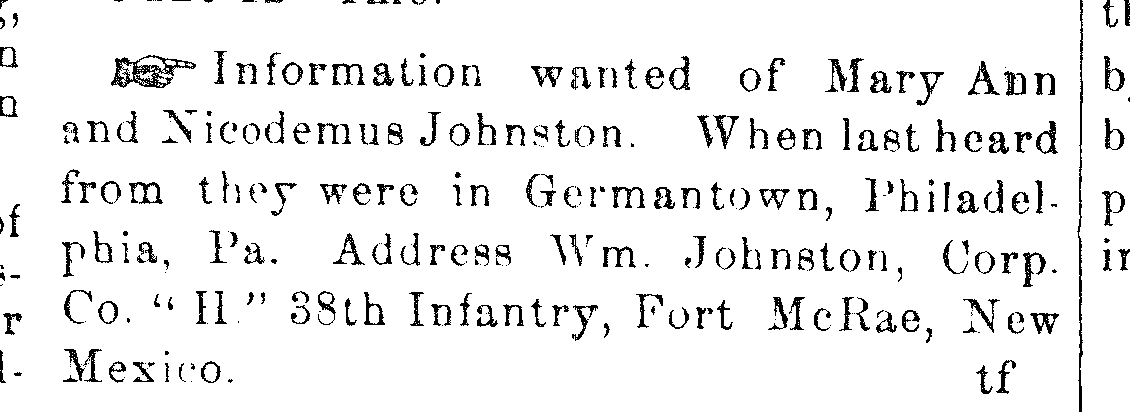 ☞ Information wanted of Mary Ann
and Nicodemus Johnston. When last heard
from they were in Germantown, Philadel-
phia, Pa. Address Wm. Johnston, Corp.
Co. "H." 38th Infantry, Fort McRae, New
Mexico. tf